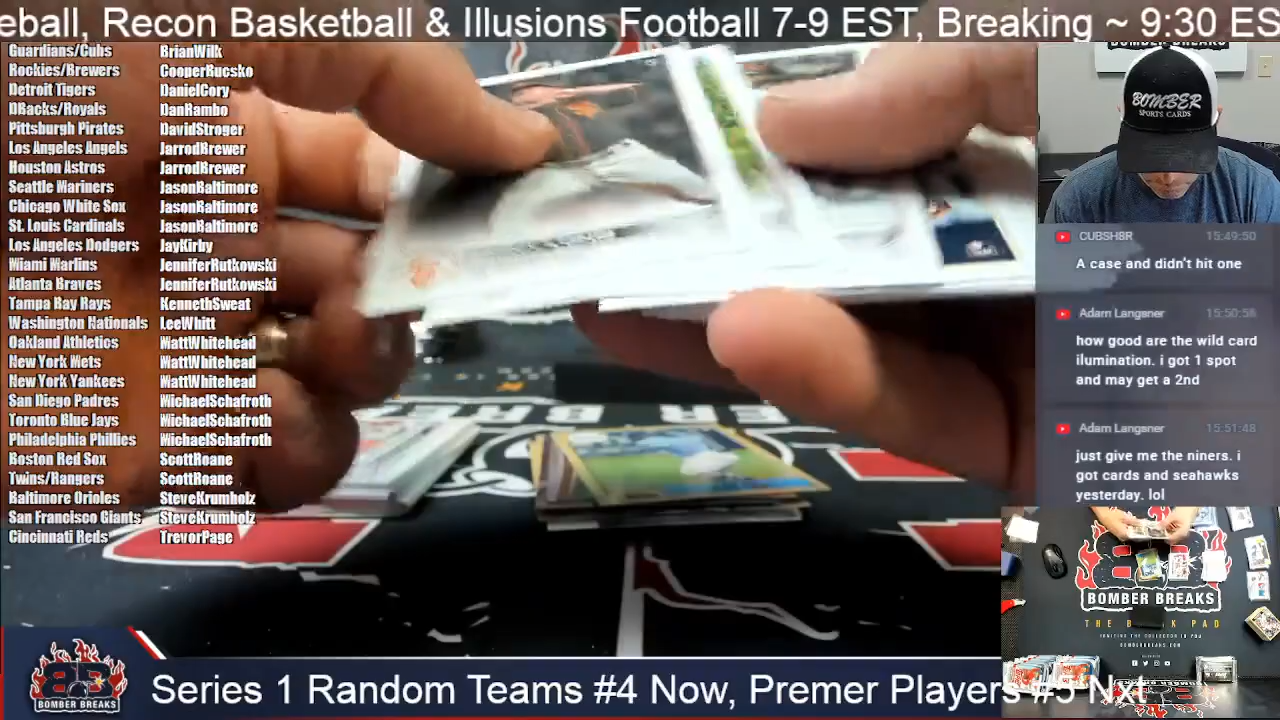 eball, Recon Basketball & Illusions Football 7-9 EST, Breaking ~ 9:30 ES
Guardians/Cubs BrianWilk
Rockies/Brewers CooperRucsko
Detroit Tigers DanielCory
DBacks/Royals DanRambo
Pittsburgh Pirates DavidStroger
Los Angeles Angels JarrodBrewer
Houston Astros JarrodBrewer
Seattle Mariners JasonBaltimore
Chicago White Sox JasonBaltimore
St. Louis Cardinals JasonBaltimore
Los Angeles Dodgers JayKirby
Miami Marlins JenniferRutkowski
Atlanta Braves JenniferRutkowski
Tampa Bay Rays KennethSweat
Washington Nationals LeeWhitt
Oakland Athletics MattWhitehead
New York Mets MattWhitehead
New York Yankees MattWhitehead
San Diego Padres MichaelSchafroth
Toronto Blue Jays MichaelSchafroth
Philadelphia Phillies MichaelSchafroth
Boston Red Sox ScottRoane
Twins/Rangers ScottRoane
Baltimore Orioles SteveKrumholz
San Francisco Giants SteveKrumholz
Cincinnati Reds TrevorPage
BOMBER BREAKS
BOMBER
SPORTS CARDS
CUBSH8R 15:49:50
A case and didn't hit one
Adam Langsner 15:50:56
how good are the wild card
ilumination. i got 1 spot
and may get a 2nd
Adam Langsner 15:51:48
just give me the niners. i
got cards and seahawks
yesterday. lol
BOMBER BREAKS
BOMBER BREAKS
Series 1 Random Teams #4 Now, Premer Players #5 Nxt